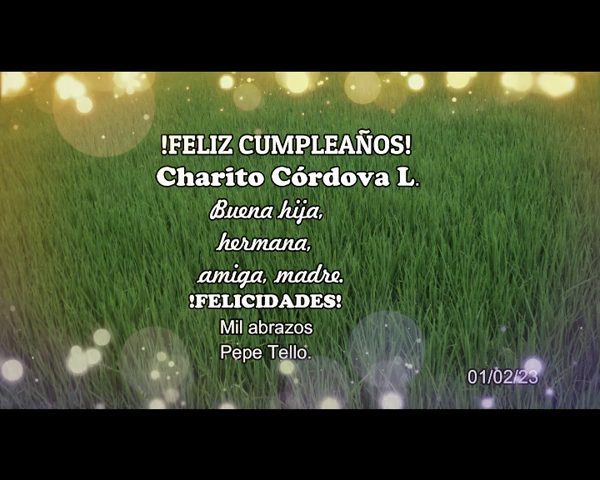 !FELIZ CUMPLEAÑOS!
Charito Córdova L.
Buena hija,
hermana,
amiga, madre.
!FELICIDADES!
Mil abrazos
Pepe Tello.
01/02/23